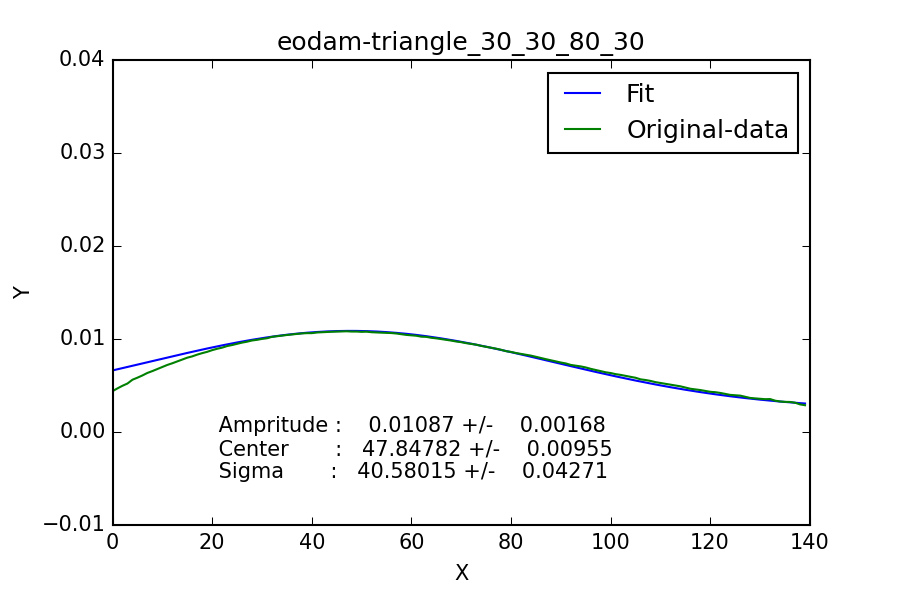 eodam-triangle_30_30_80_30
Fit
Original-data
0.04
0.03
0.02
0.01
0.00
−0.01
Y
Ampritude : 0.01087 +/- 0.00168
Center : 47.84782 +/- 0.00955
Sigma : 40.58015 +/- 0.04271
0 20 40 60 80 100 120 140
X